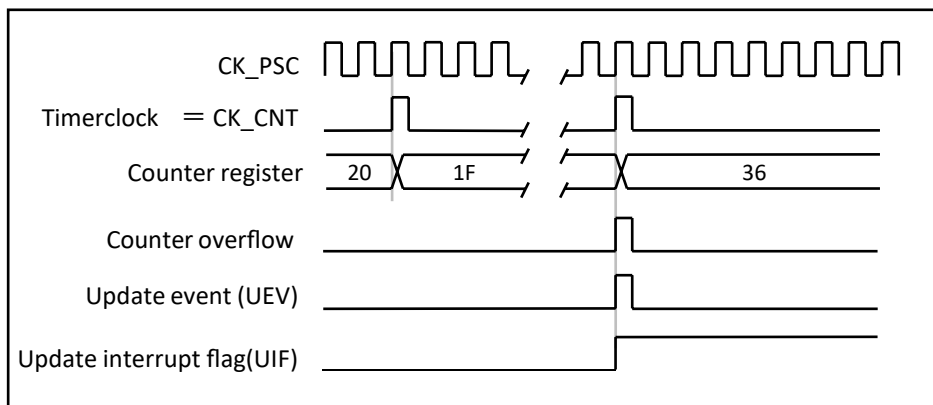 CK_PSC
Timerclock = CK_CNT
Counter register 20 1F 36
Counter overflow
Update event (UEV)
Update interrupt flag(UIF)